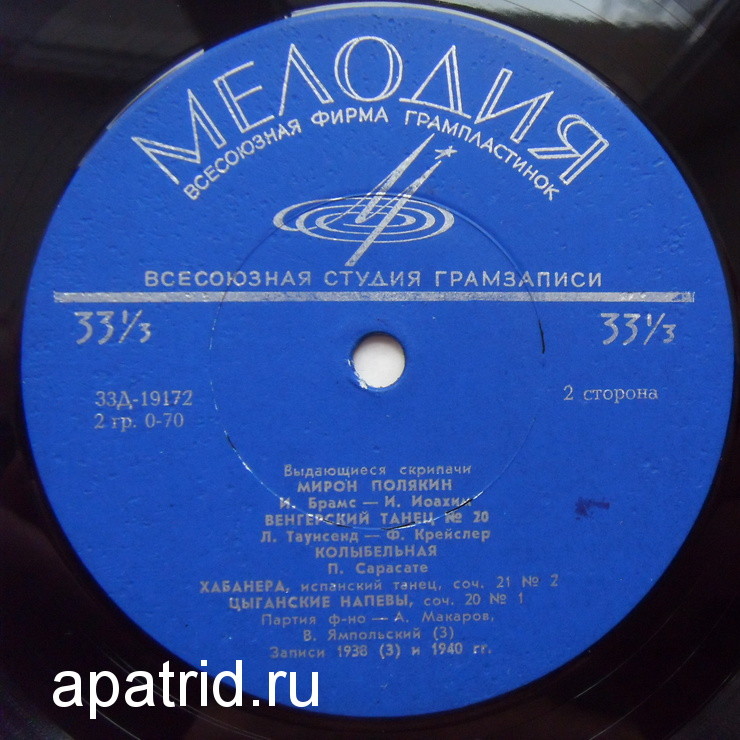 МЕЛОДИЯ
ВСЕСОЮЗНАЯ ФИРМА ГРАМПЛАСТИНОК
ВСЕСОЮЗНАЯ СТУДИЯ ГРАМЗАПИСИ
33⅓ 33⅓
33Д-19172
2 гр. 0-70
2 сторона
Выдающиеся скрипачи
МИРОН ПОЛЯКИН
И. Брамс — И. Иоахим
ВЕНГЕРСКИЙ ТАНЕЦ № 20
Л. Таунсенд — Ф. Крейслер
КОЛЫБЕЛЬНАЯ
П. Сарасате
ХАБАНЕРА, испанский танец, соч. 21 № 2
ЦЫГАНСКИЕ НАПЕВЫ, соч. 20 № 1
Партия ф-но — А. Макаров,
В. Ямпольский (3)
Записи 1938 (3) и 1940 гг.
apatrid.ru